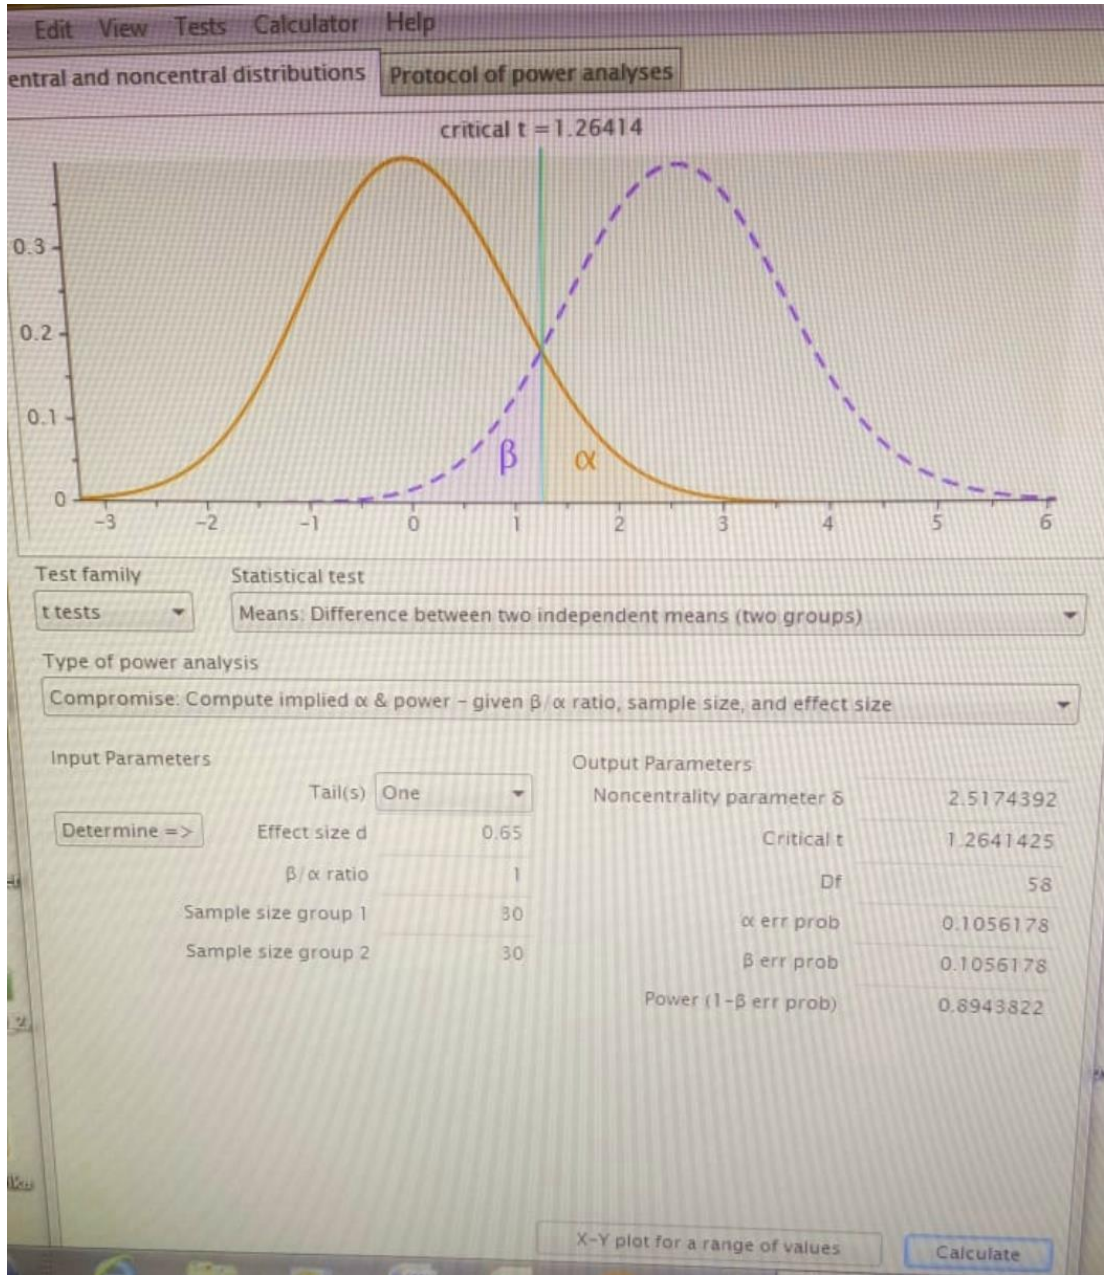 Edit View Tests Calculator Help
entral and noncentral distributions Protocol of power analyses
critical t = 1.26414
0.3
0.2
0.1
0
-3 -2 -1 0 1 2 3 4 5 6
β α
Test family Statistical test
t tests Means: Difference between two independent means (two groups)
Type of power analysis
Compromise: Compute implied α & power - given β/α ratio, sample size, and effect size
Input Parameters Output Parameters
Tail(s) One Noncentrality parameter δ 2.5174392
Determine => Effect size d 0.65 Critical t 1.2641425
β/α ratio 1 Df 58
Sample size group 1 30 α err prob 0.1056178
Sample size group 2 30 β err prob 0.1056178
Power (1-β err prob) 0.8943822
X-Y plot for a range of values Calculate